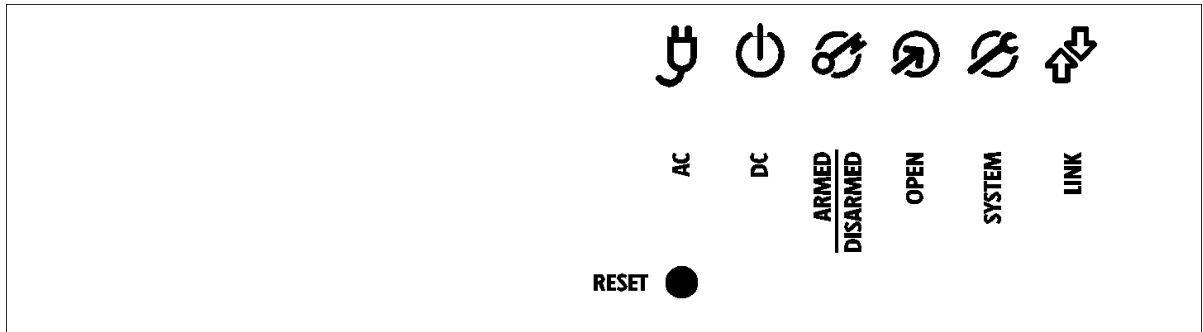 AC
DC
ARMED
DISARMED
OPEN
SYSTEM
LINK
RESET